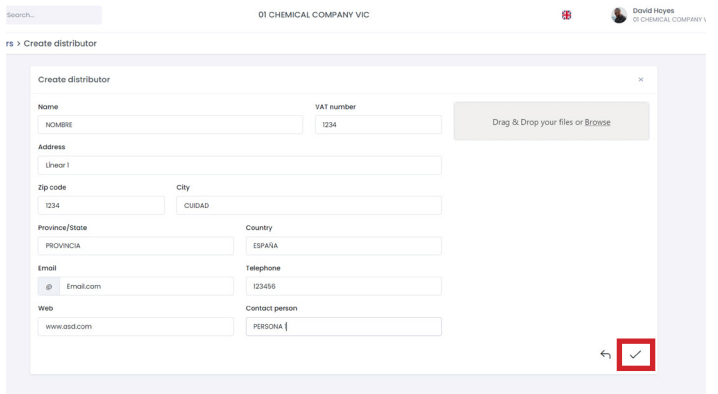 Search...
01 CHEMICAL COMPANY VIC
David Hoyes
01 CHEMICAL COMPANY V
rs > Create distributor
Create distributor
×
Name
VAT number
NOMBRE
1234
Drag & Drop your files or Browse
Address
Línear 1
Zip code
City
1234
CUIDAD
Province/State
Country
PROVINCIA
ESPAÑA
Email
Telephone
@ Email.com
123456
Web
Contact person
www.asd.com
PERSONA 1